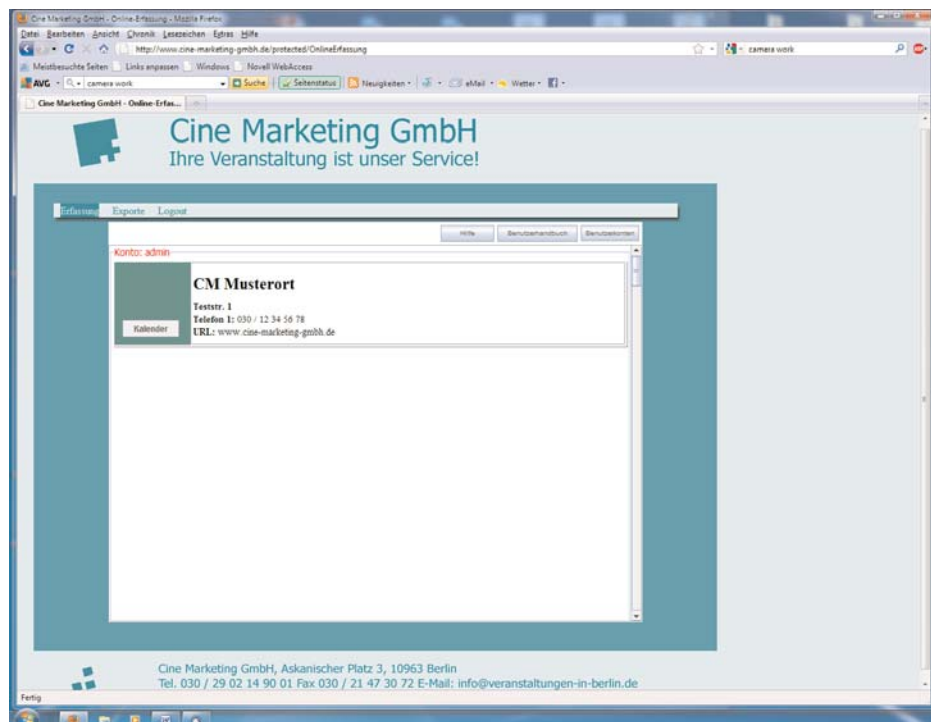 Cine Marketing GmbH - Online-Erfassung - Mozilla Firefox
Datei Bearbeiten Ansicht Chronik Lesezeichen Extras Hilfe
http://www.cine-marketing-gmbh.de/protected/OnlineErfassung camera work
Meistbesuchte Seiten Links anpassen Windows Novell WebAccess
AVG camera work Suche Seitenstatus Neuigkeiten eMail Wetter
Cine Marketing GmbH - Online-Erfas...
Cine Marketing GmbH
Ihre Veranstaltung ist unser Service!
Erfassung Exporte Logout
Hilfe Benutzerhandbuch Benutzerkonten
Konto: admin
CM Musterort
Teststr. 1
Telefon 1: 030 / 12 34 56 78
Kalender
URL: www.cine-marketing-gmbh.de
Cine Marketing GmbH, Askanischer Platz 3, 10963 Berlin
Tel. 030 / 29 02 14 90 01 Fax 030 / 21 47 30 72 E-Mail: info@veranstaltungen-in-berlin.de
Fertig